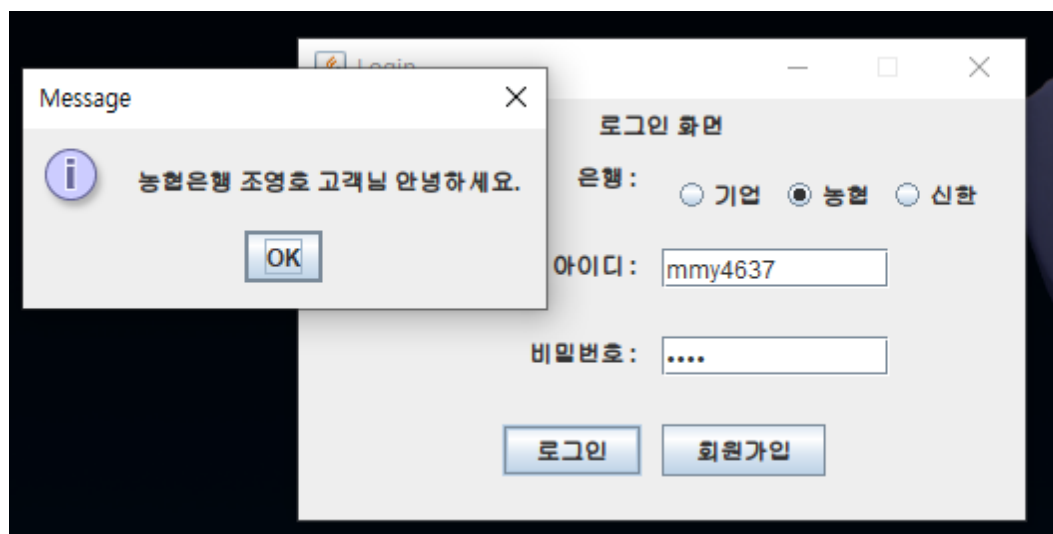 Login
Message
농협은행 조영호 고객님 안녕하세요.
OK
로그인 화면
은행 :
기업 농협 신한
아이디 : mmy4637
비밀번호 : ····
로그인 회원가입